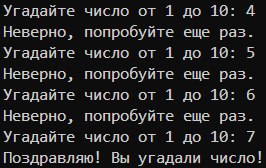 Угадайте число от 1 до 10: 4
Неверно, попробуйте еще раз.
Угадайте число от 1 до 10: 5
Неверно, попробуйте еще раз.
Угадайте число от 1 до 10: 6
Неверно, попробуйте еще раз.
Угадайте число от 1 до 10: 7
Поздравляю! Вы угадали число!